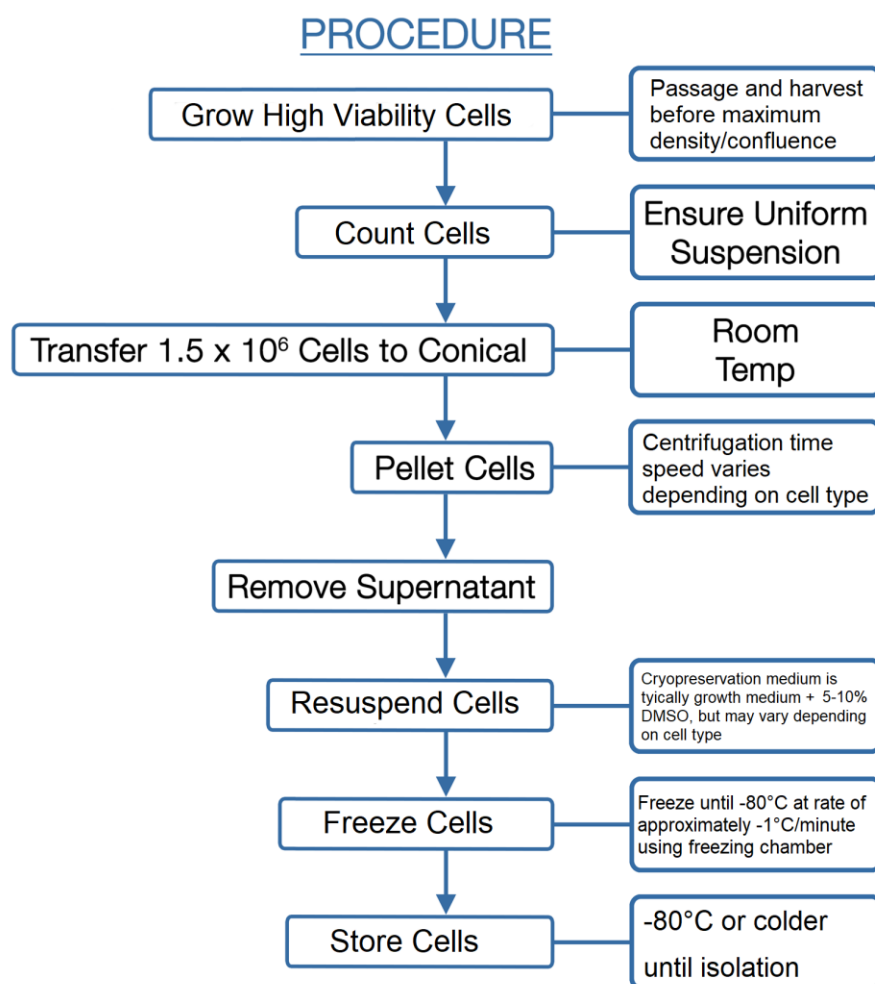 PROCEDURE
Grow High Viability Cells
Passage and harvest
before maximum
density/confluence
Count Cells
Ensure Uniform
Suspension
Transfer 1.5 x 10⁶ Cells to Conical
Room
Temp
Pellet Cells
Centrifugation time
speed varies
depending on cell type
Remove Supernatant
Resuspend Cells
Cryopreservation medium is
tyically growth medium + 5-10%
DMSO, but may vary depending
on cell type
Freeze Cells
Freeze until -80°C at rate of
approximately -1°C/minute
using freezing chamber
Store Cells
-80°C or colder
until isolation